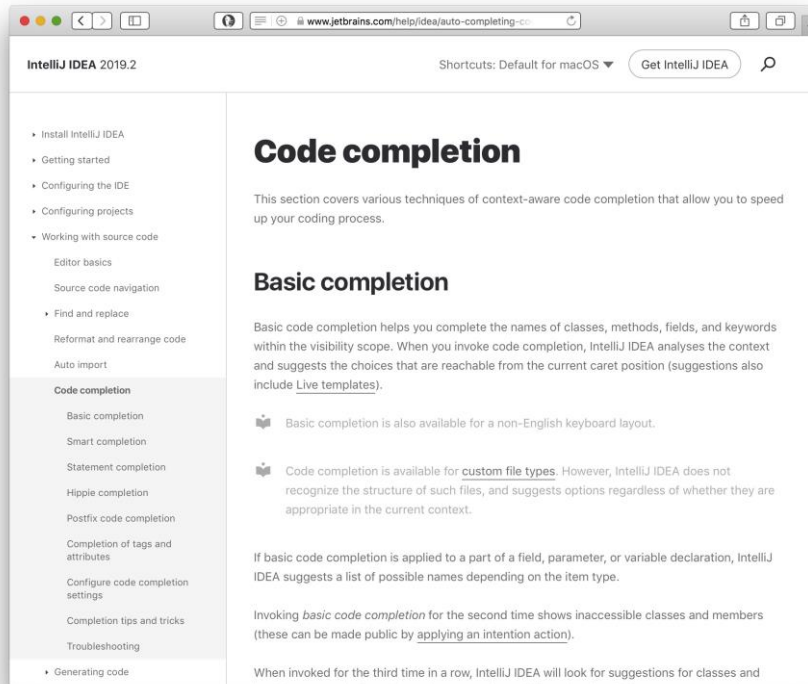 www.jetbrains.com/help/idea/auto-completing-co
IntelliJ IDEA 2019.2
Shortcuts: Default for macOS
Get IntelliJ IDEA
Install IntelliJ IDEA
Getting started
Configuring the IDE
Configuring projects
Working with source code
Editor basics
Source code navigation
Find and replace
Reformat and rearrange code
Auto import
Code completion
Basic completion
Smart completion
Statement completion
Hippie completion
Postfix code completion
Completion of tags and
attributes
Configure code completion
settings
Completion tips and tricks
Troubleshooting
Generating code
Code completion
This section covers various techniques of context-aware code completion that allow you to speed
up your coding process.
Basic completion
Basic code completion helps you complete the names of classes, methods, fields, and keywords
within the visibility scope. When you invoke code completion, IntelliJ IDEA analyses the context
and suggests the choices that are reachable from the current caret position (suggestions also
include Live templates).
Basic completion is also available for a non-English keyboard layout.
Code completion is available for custom file types. However, IntelliJ IDEA does not
recognize the structure of such files, and suggests options regardless of whether they are
appropriate in the current context.
If basic code completion is applied to a part of a field, parameter, or variable declaration, IntelliJ
IDEA suggests a list of possible names depending on the item type.
Invoking basic code completion for the second time shows inaccessible classes and members
(these can be made public by applying an intention action).
When invoked for the third time in a row, IntelliJ IDEA will look for suggestions for classes and